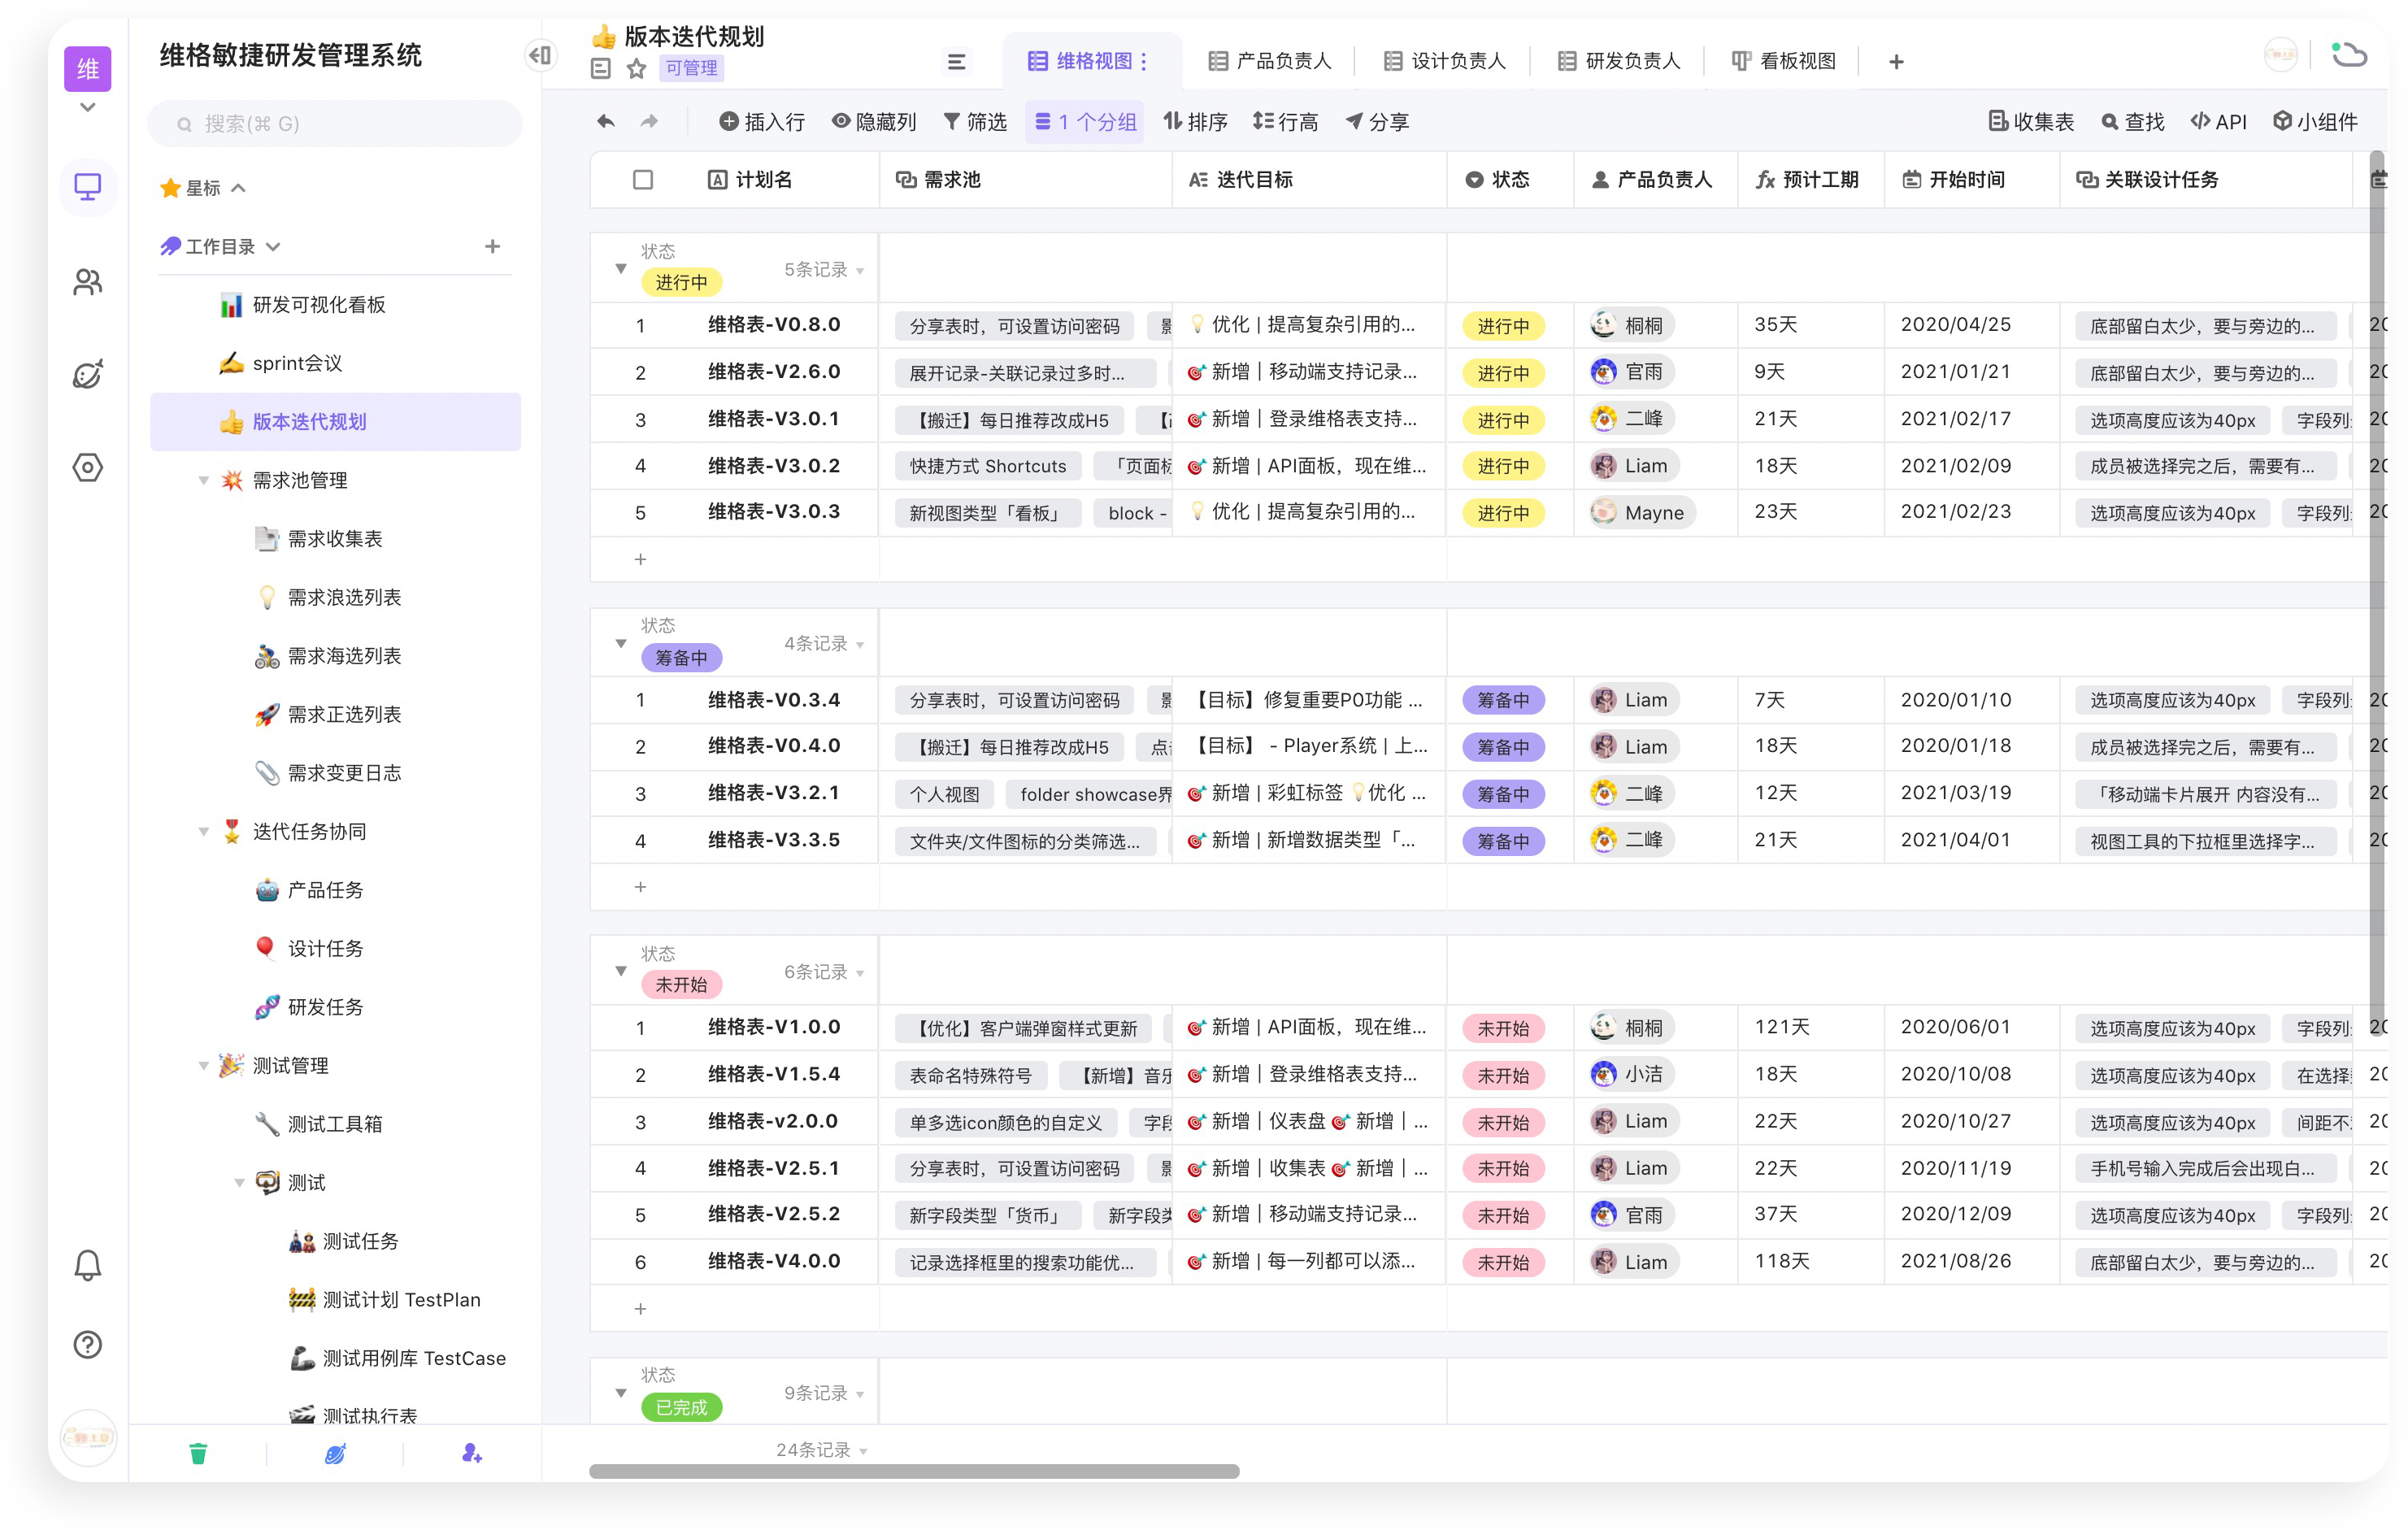 维
维格敏捷研发管理系统
搜索(⌘ G)
星标
工作目录
研发可视化看板
sprint会议
版本迭代规划
需求池管理
需求收集表
需求浪选列表
需求海选列表
需求正选列表
需求变更日志
迭代任务协同
产品任务
设计任务
研发任务
测试管理
测试工具箱
测试
测试任务
测试计划 TestPlan
测试用例库 TestCase
测试执行表
版本迭代规划
可管理
维格视图 产品负责人 设计负责人 研发负责人 看板视图
插入行 隐藏列 筛选 1 个分组 排序 行高 分享 收集表 查找 API 小组件
计划名 需求池 迭代目标 状态 产品负责人 预计工期 开始时间 关联设计任务
状态
进行中 5条记录
1 维格表-V0.8.0 分享表时，可设置访问密码 优化 | 提高复杂引用的... 进行中 桐桐 35天 2020/04/25 底部留白太少，要与旁边的... 20
2 维格表-V2.6.0 展开记录-关联记录过多时... 新增 | 移动端支持记录... 进行中 官雨 9天 2021/01/21 底部留白太少，要与旁边的... 20
3 维格表-V3.0.1 【搬迁】每日推荐改成H5 新增 | 登录维格表支持... 进行中 二峰 21天 2021/02/17 选项高度应该为40px 字段列 20
4 维格表-V3.0.2 快捷方式 Shortcuts 「页面标 新增 | API面板，现在维... 进行中 Liam 18天 2021/02/09 成员被选择完之后，需要有... 20
5 维格表-V3.0.3 新视图类型「看板」 block - 优化 | 提高复杂引用的... 进行中 Mayne 23天 2021/02/23 选项高度应该为40px 字段列 20
状态
筹备中 4条记录
1 维格表-V0.3.4 分享表时，可设置访问密码 【目标】修复重要P0功能 ... 筹备中 Liam 7天 2020/01/10 选项高度应该为40px 字段列 20
2 维格表-V0.4.0 【搬迁】每日推荐改成H5 点 【目标】 - Player系统 | 上... 筹备中 Liam 18天 2020/01/18 成员被选择完之后，需要有... 20
3 维格表-V3.2.1 个人视图 folder showcase界 新增 | 彩虹标签 优化 ... 筹备中 二峰 12天 2021/03/19 「移动端卡片展开 内容没有... 20
4 维格表-V3.3.5 文件夹/文件图标的分类筛选... 新增 | 新增数据类型「... 筹备中 二峰 21天 2021/04/01 视图工具的下拉框里选择字... 20
状态
未开始 6条记录
1 维格表-V1.0.0 【优化】客户端弹窗样式更新 新增 | API面板，现在维... 未开始 桐桐 121天 2020/06/01 选项高度应该为40px 字段列 20
2 维格表-V1.5.4 表命名特殊符号 【新增】音乐 新增 | 登录维格表支持... 未开始 小洁 18天 2020/10/08 选项高度应该为40px 在选择 20
3 维格表-v2.0.0 单多选icon颜色的自定义 字段 新增 | 仪表盘 新增 | ... 未开始 Liam 22天 2020/10/27 选项高度应该为40px 间距不 20
4 维格表-V2.5.1 分享表时，可设置访问密码 新增 | 收集表 新增 | ... 未开始 Liam 22天 2020/11/19 手机号输入完成后会出现白... 20
5 维格表-V2.5.2 新字段类型「货币」 新字段类 新增 | 移动端支持记录... 未开始 官雨 37天 2020/12/09 选项高度应该为40px 字段列 20
6 维格表-V4.0.0 记录选择框里的搜索功能优... 新增 | 每一列都可以添... 未开始 Liam 118天 2021/08/26 底部留白太少，要与旁边的... 20
状态
已完成 9条记录
24条记录